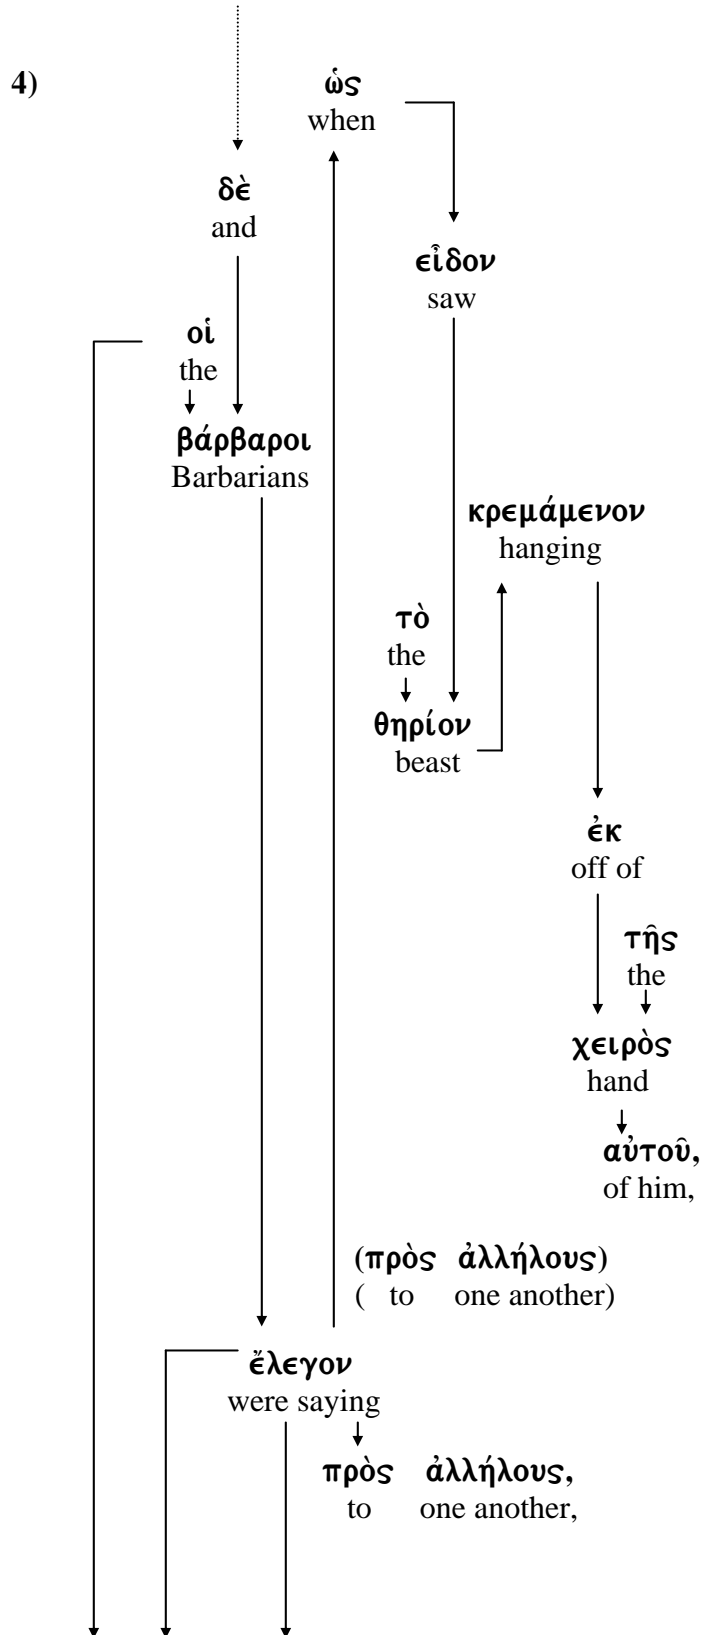 4)
ὡς
when
δὲ
and
εἶδον
saw
οἱ
the
βάρβαροι
Barbarians
κρεμάμενον
hanging
τὸ
the
θηρίον
beast
ἐκ
off of
τῆς
the
χειρὸς
hand
αὐτοῦ,
of him,
(πρὸς ἀλλήλους)
( to one another)
ἔλεγον
were saying
πρὸς ἀλλήλους,
to one another,